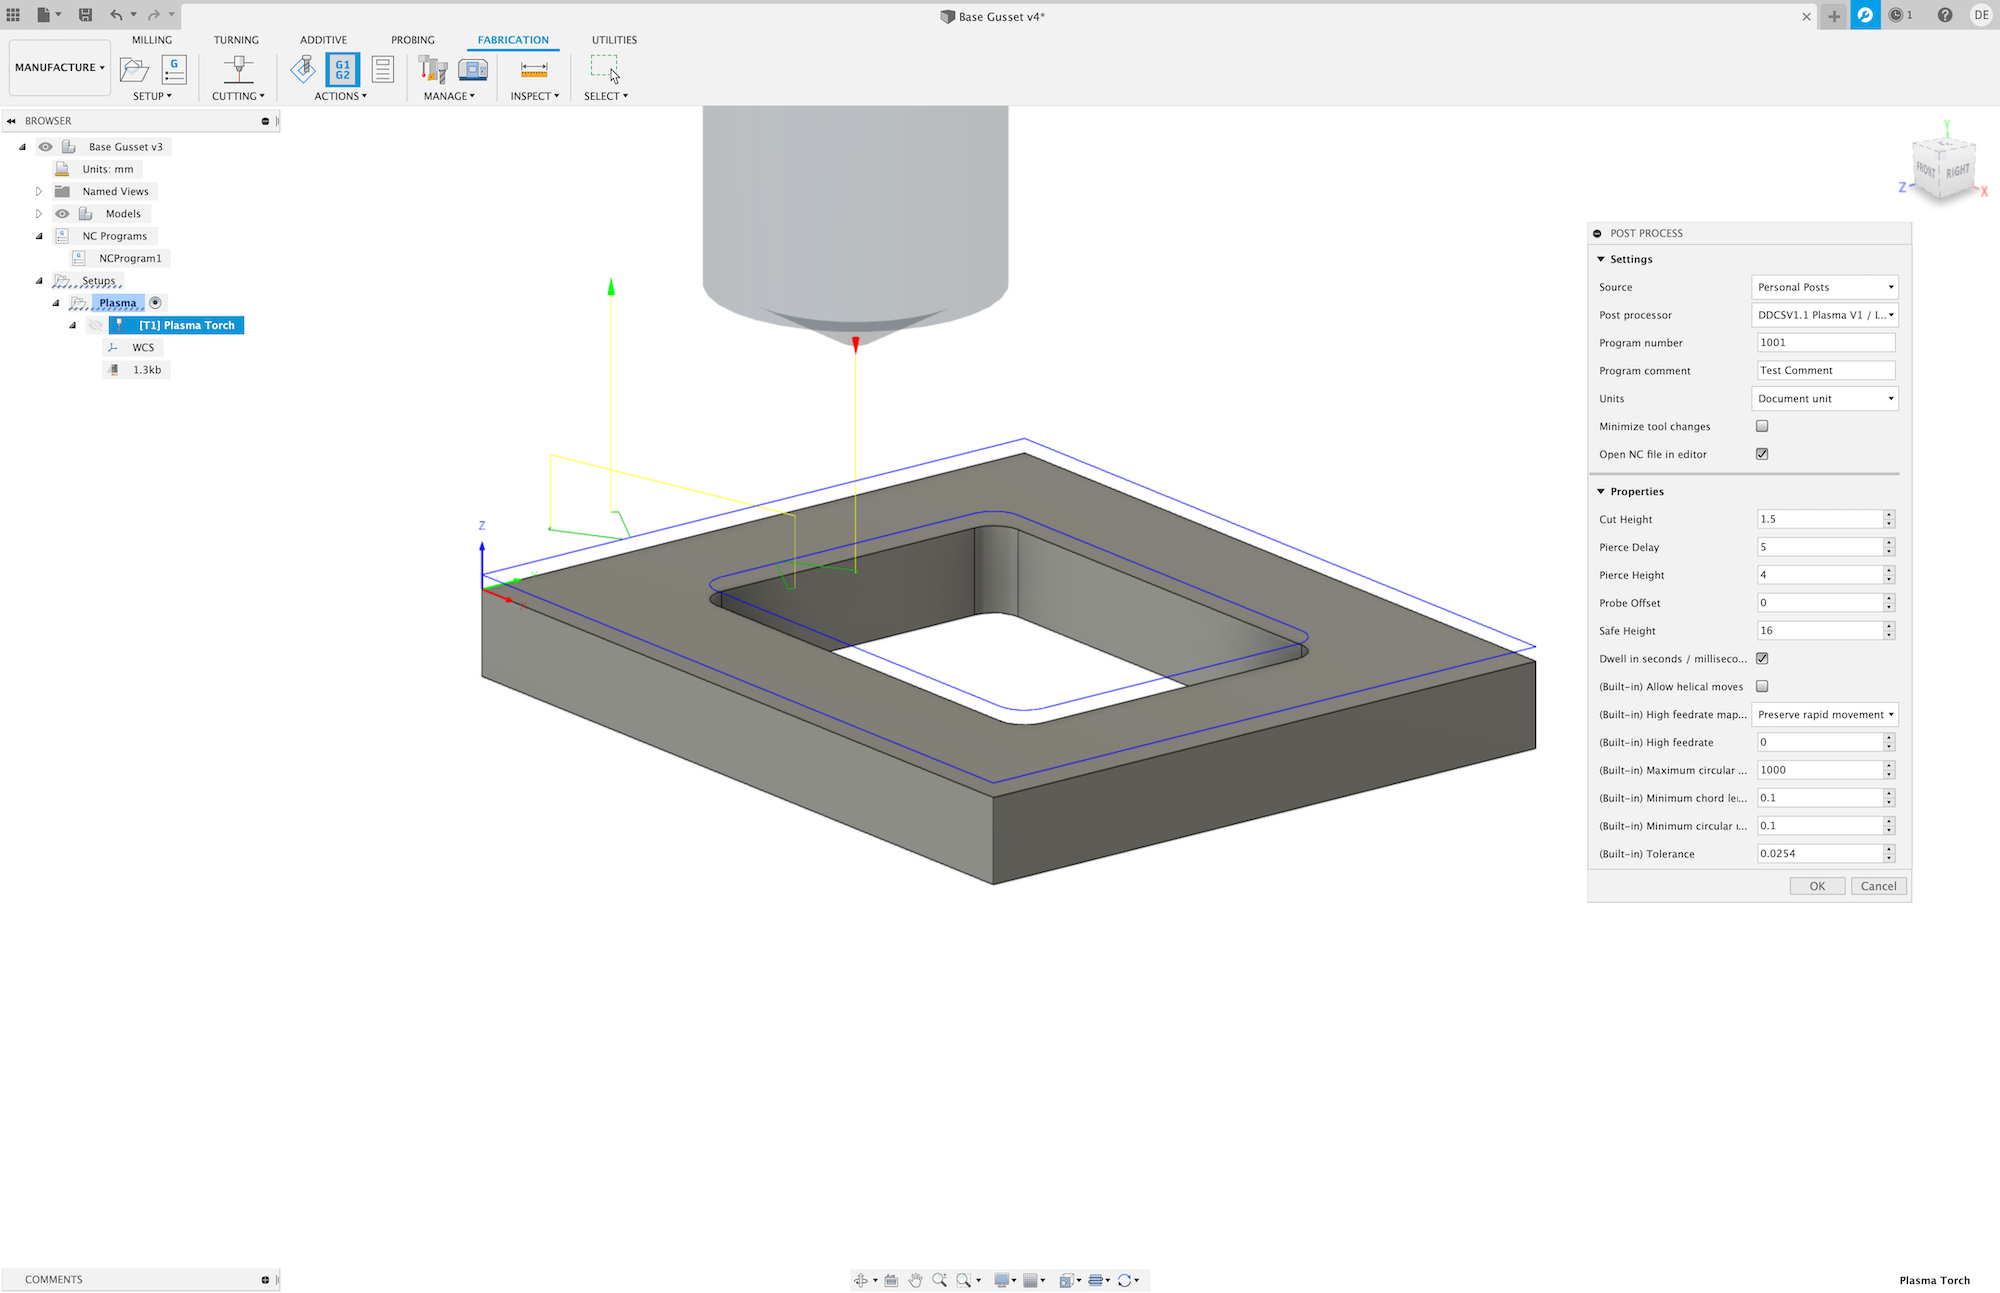 Base Gusset v4*
1
DE
MILLING
TURNING
ADDITIVE
PROBING
FABRICATION
UTILITIES
MANUFACTURE
G
G1
G2
SETUP
CUTTING
ACTIONS
MANAGE
INSPECT
SELECT
BROWSER
Base Gusset v3
Units: mm
Named Views
Models
NC Programs
NCProgram1
Setups
Plasma
[T1] Plasma Torch
WCS
1.3kb
Z
Y
FRONT
RIGHT
Z
X
POST PROCESS
Settings
Source
Personal Posts
Post processor
DDCSV1.1 Plasma V1 / I...
Program number
1001
Program comment
Test Comment
Units
Document unit
Minimize tool changes
Open NC file in editor
Properties
Cut Height
1.5
Pierce Delay
5
Pierce Height
4
Probe Offset
0
Safe Height
16
Dwell in seconds / milliseco...
(Built-in) Allow helical moves
(Built-in) High feedrate map...
Preserve rapid movement
(Built-in) High feedrate
0
(Built-in) Maximum circular ...
1000
(Built-in) Minimum chord le...
0.1
(Built-in) Minimum circular r...
0.1
(Built-in) Tolerance
0.0254
OK
Cancel
COMMENTS
Plasma Torch